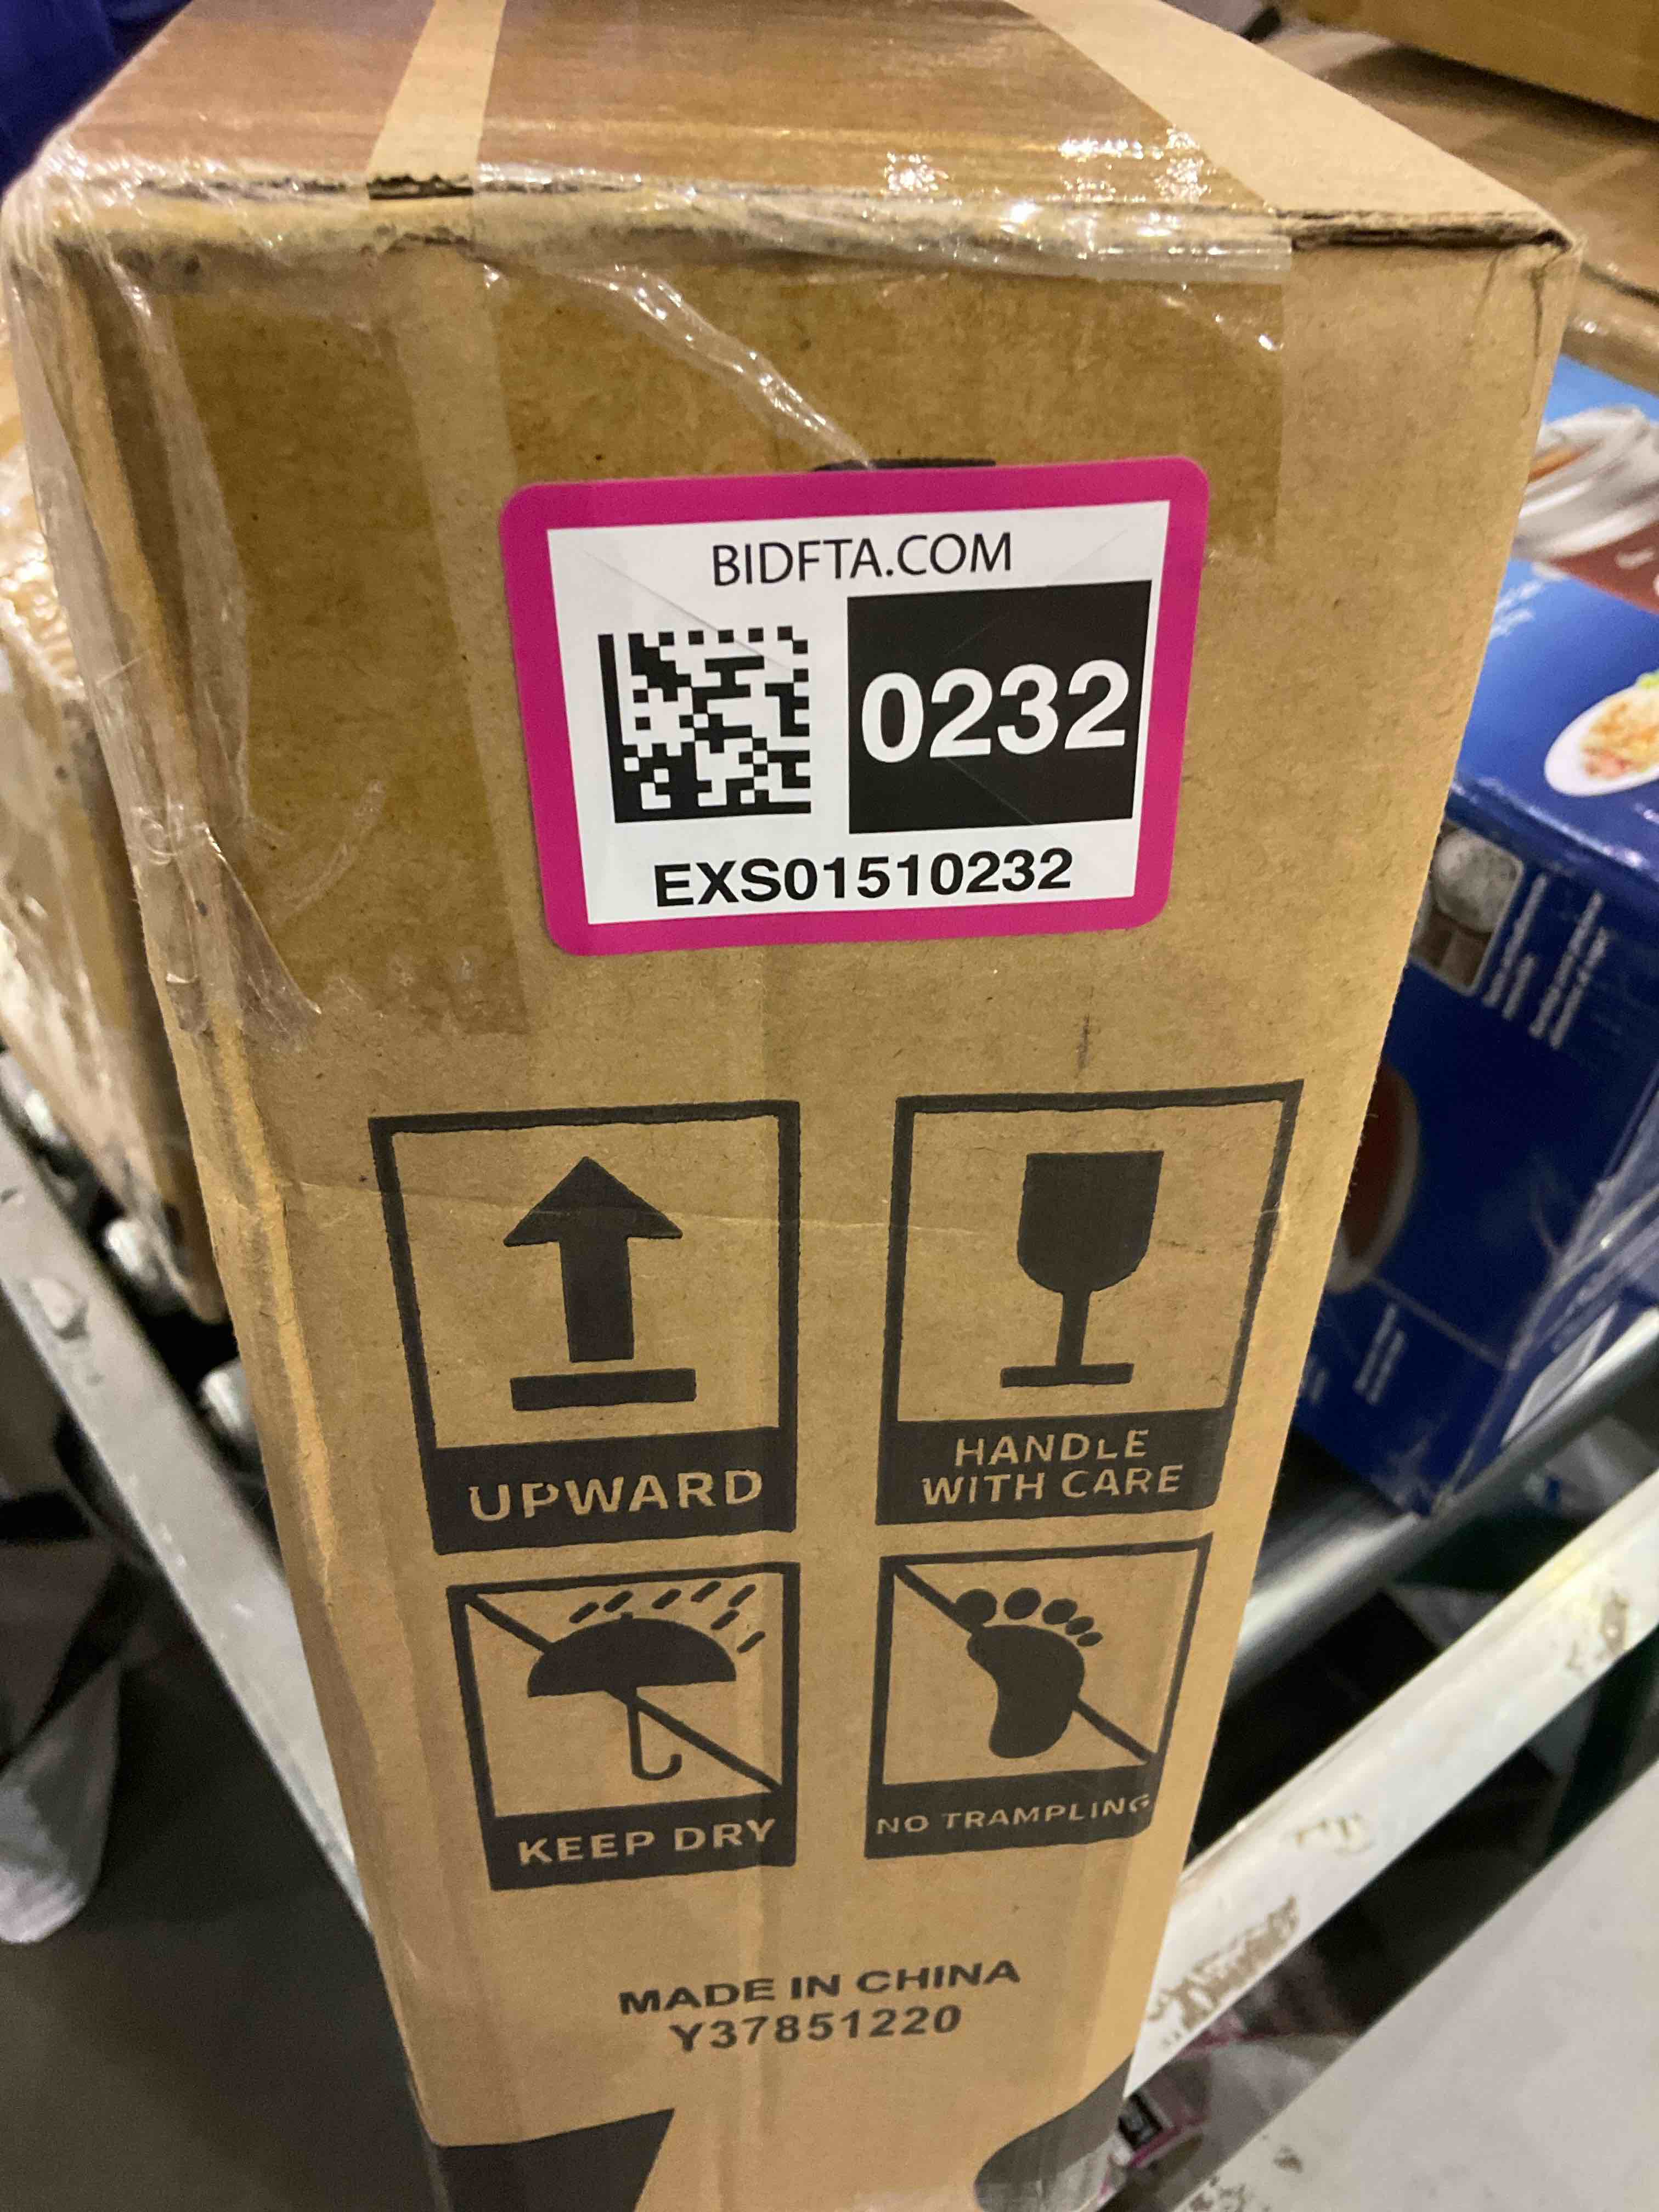 BIDFTA.COM
0232
EXS01510232
UPWARD
HANDLE
WITH CARE
KEEP DRY
NO TRAMPLING
MADE IN CHINA
Y37851220